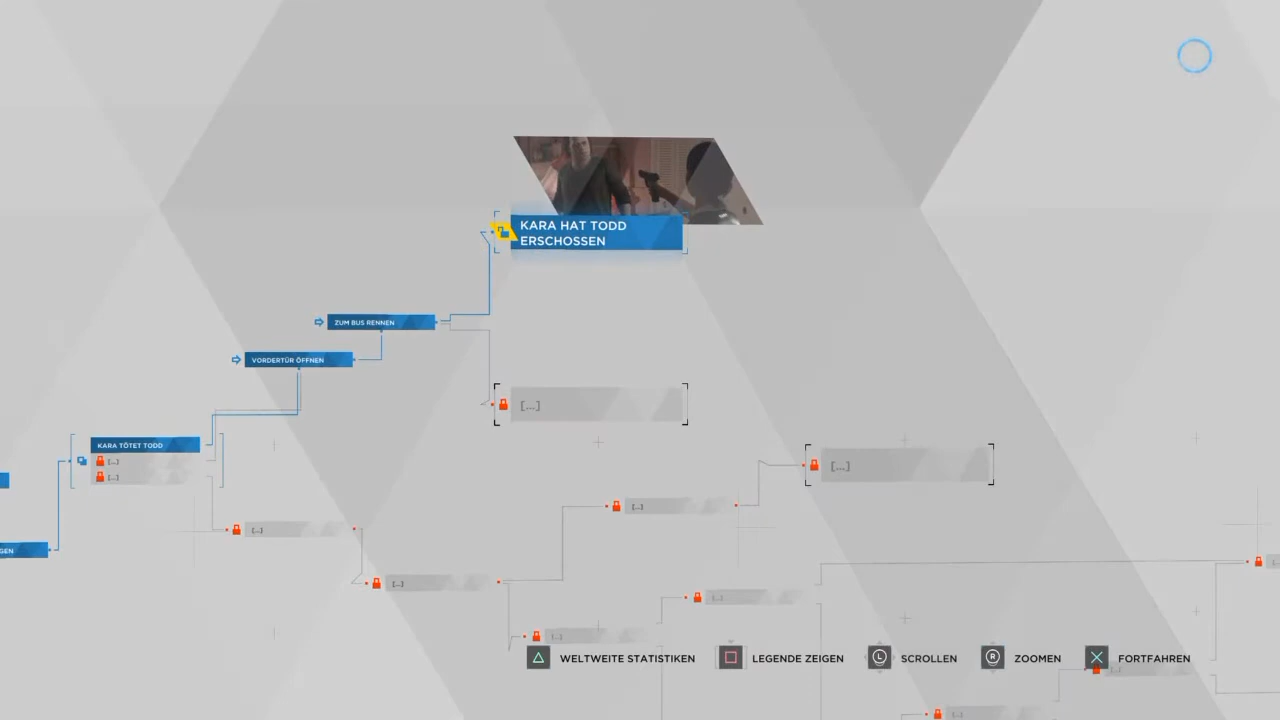 KARA HAT TODD
ERSCHOSSEN
ZUM BUS RENNEN
VORDERTÜR ÖFFNEN
[...]
KARA TÖTET TODD
[...]
[...]
[...]
[...]
[...]
[...]
GEN
[...]
[...]
[...]
WELTWEITE STATISTIKEN
LEGENDE ZEIGEN
L
SCROLLEN
R
ZOOMEN
FORTFAHREN
[...]
[...]